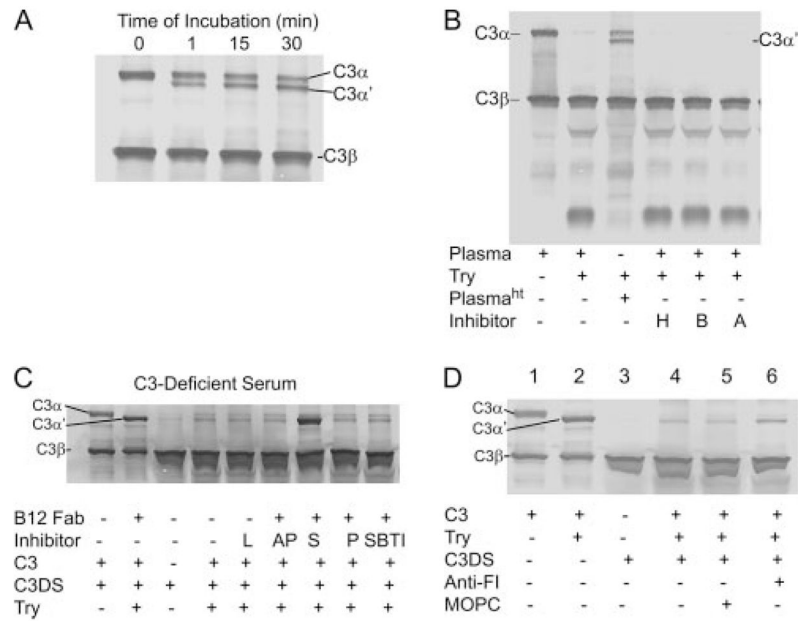 A
Time of Incubation (min)
0 1 15 30
C3α
C3α'
-C3β
B
C3α-
-C3α'
C3β-
Plasma + + - + + +
Try - + + + + +
Plasma^ht - - + - - -
Inhibitor - - - H B A
C
C3-Deficient Serum
C3α
C3α'
C3β-
B12 Fab - + - - - + + + +
Inhibitor - - - - L AP S P SBTI
C3 + + - + + + + + +
C3DS + + + + + + + + +
Try - + - + + + + + +
D
1 2 3 4 5 6
C3α
C3α'
C3β-
C3 + + - + + +
Try - + - + + +
C3DS - - + + + +
Anti-FI - - - - - +
MOPC - - - - + -